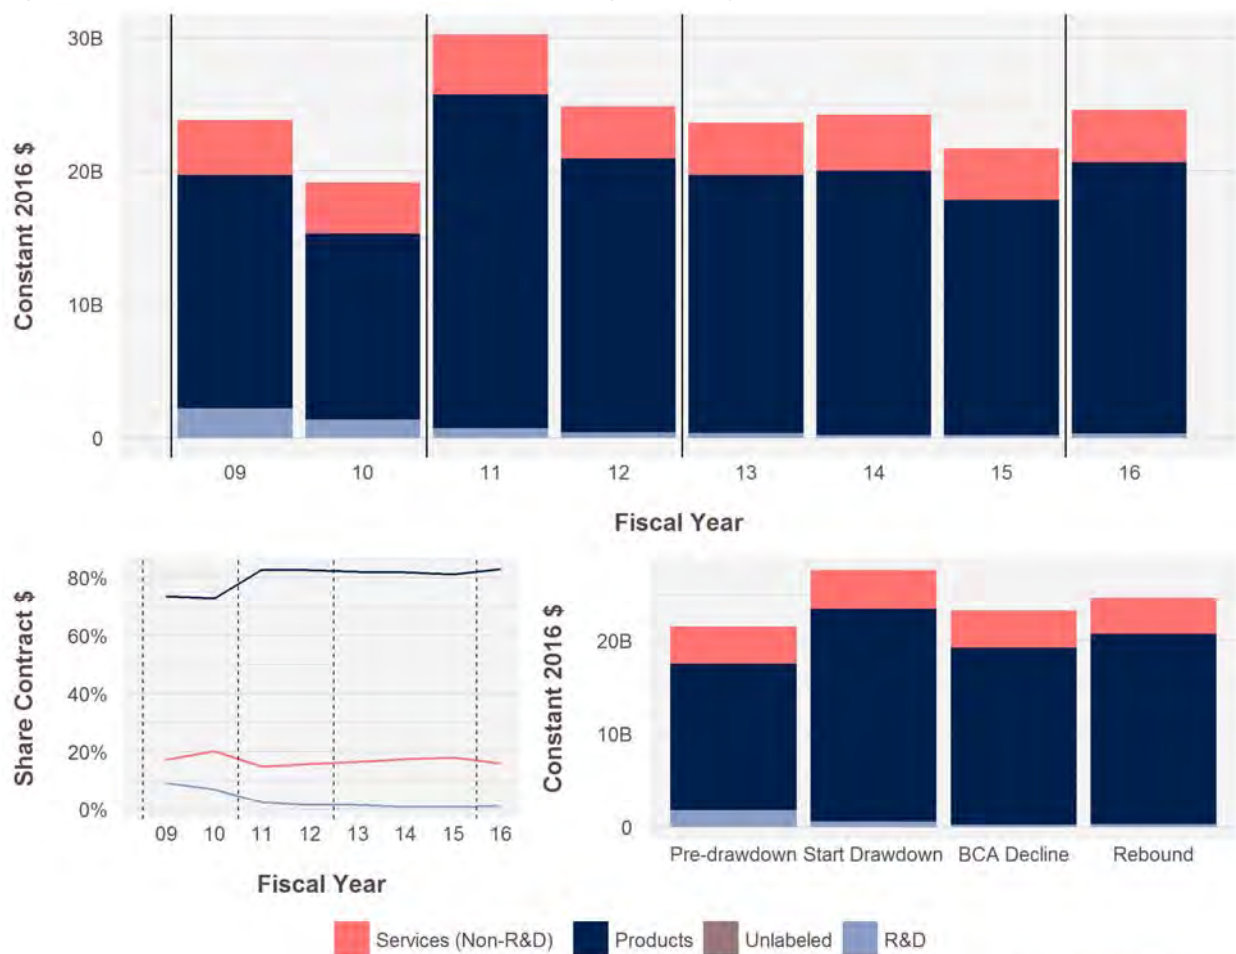 30B
20B
10B
0
Constant 2016 $
09 10 11 12 13 14 15 16
Fiscal Year
80%
60%
40%
20%
0%
Share Contract $
09 10 11 12 13 14 15 16
Fiscal Year
20B
10B
0
Constant 2016 $
Pre-drawdown Start Drawdown BCA Decline Rebound
Services (Non-R&D) Products Unlabeled R&D